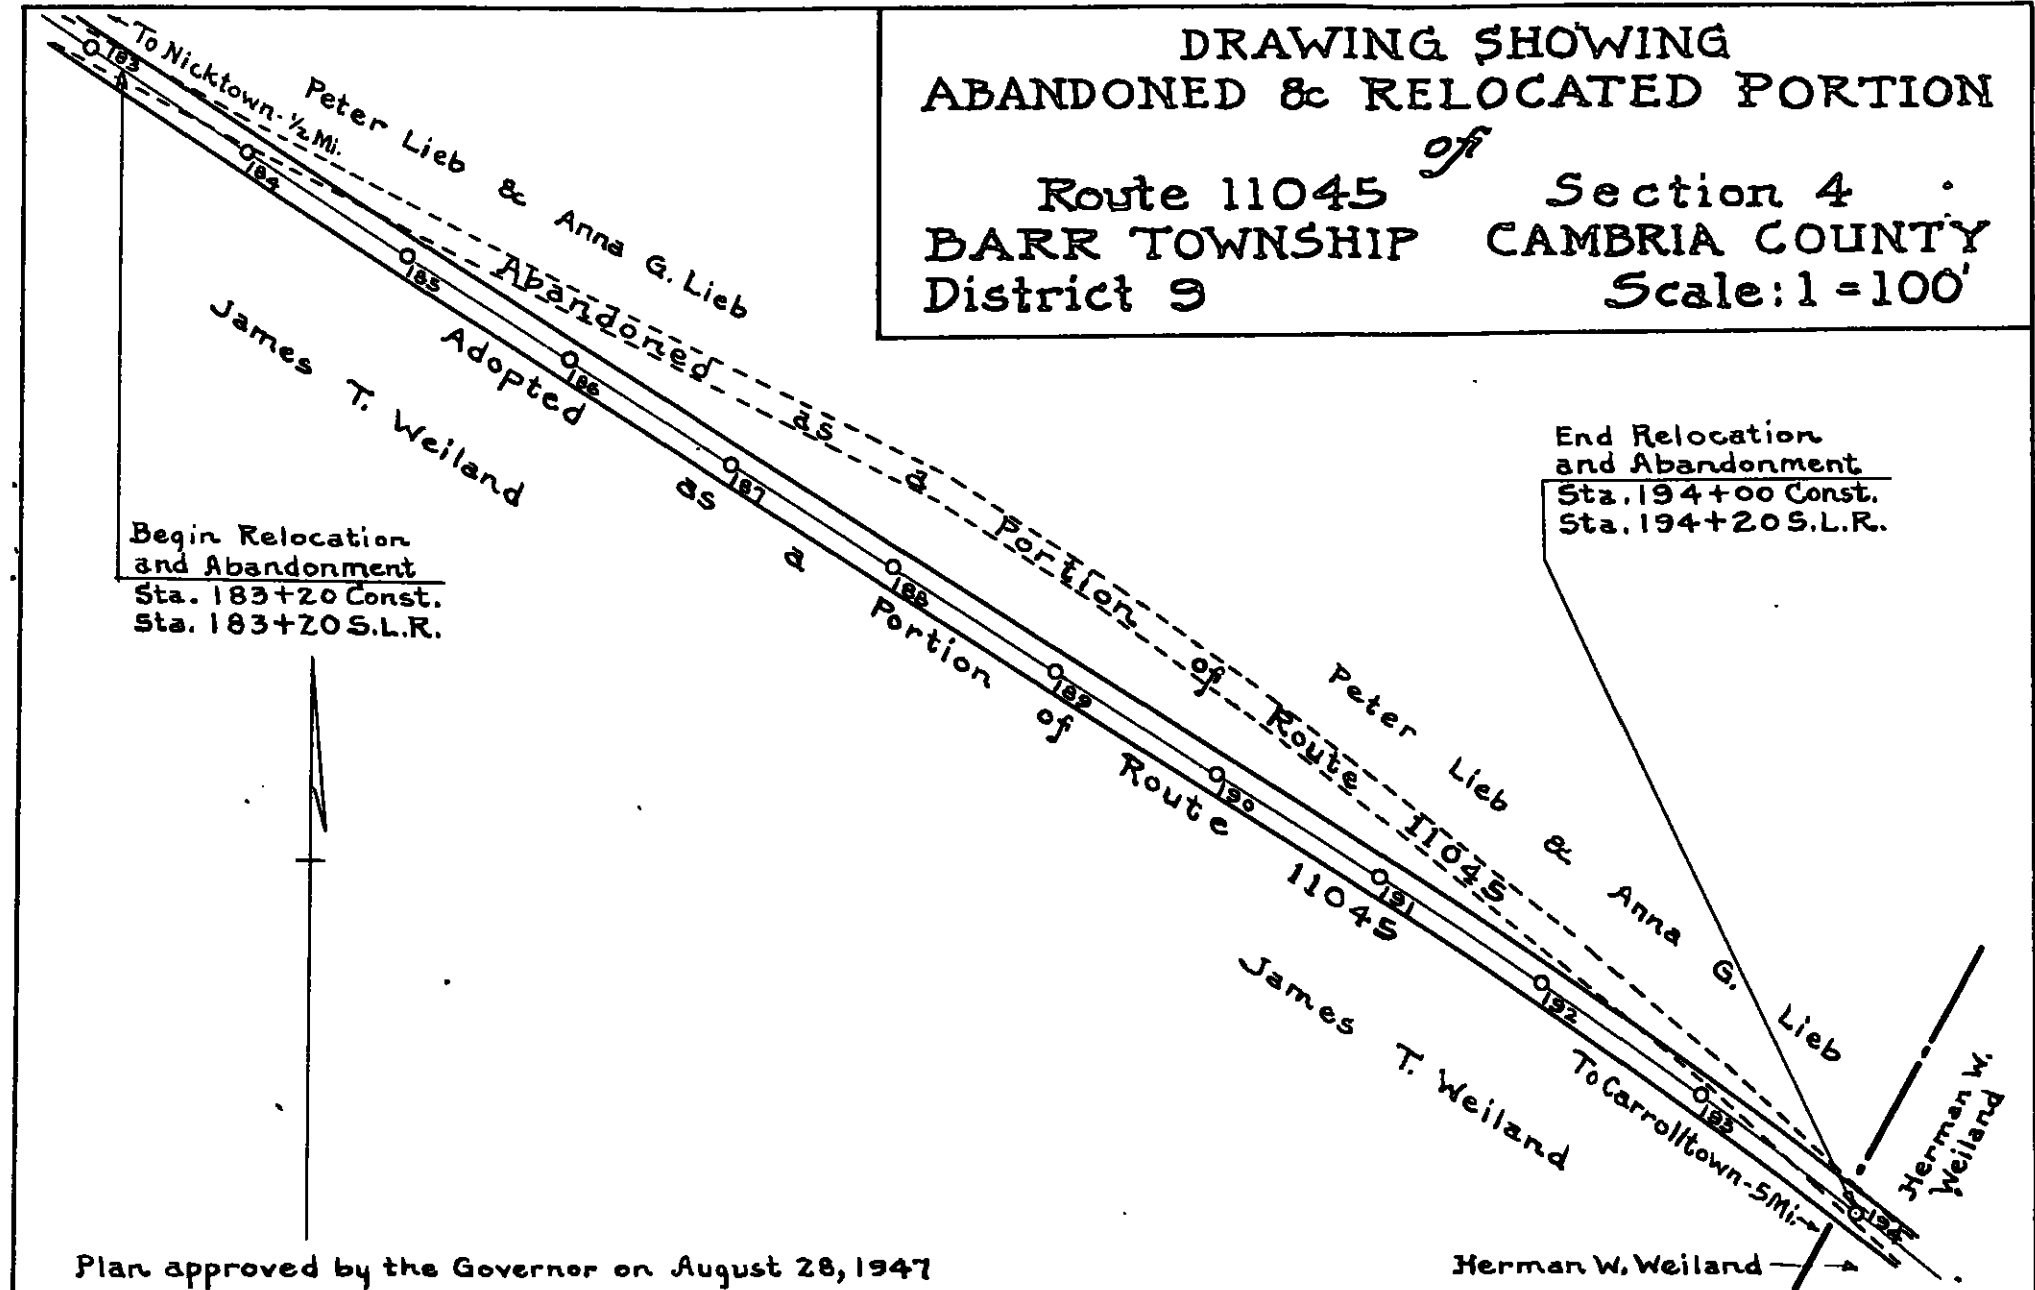 DRAWING SHOWING
ABANDONED & RELOCATED PORTION
of
Route 11045 Section 4
BARR TOWNSHIP CAMBRIA COUNTY
District 9 Scale: 1 = 100'
To Nicktown - ½ Mi.
Peter Lieb & Anna G. Lieb
Abandoned as a Portion of Route 11045
183
184
185
186
187
188
189
190
191
192
193
194
Adopted as a Portion of Route 11045
James T. Weiland
Begin Relocation
and Abandonment
Sta. 183+20 Const.
Sta. 183+20 S.L.R.
End Relocation
and Abandonment
Sta. 194+00 Const.
Sta. 194+20 S.L.R.
Peter Lieb & Anna G. Lieb
James T. Weiland
To Carrolltown - 5 Mi.
Herman W.
Weiland
Herman W. Weiland
Plan approved by the Governor on August 28, 1947